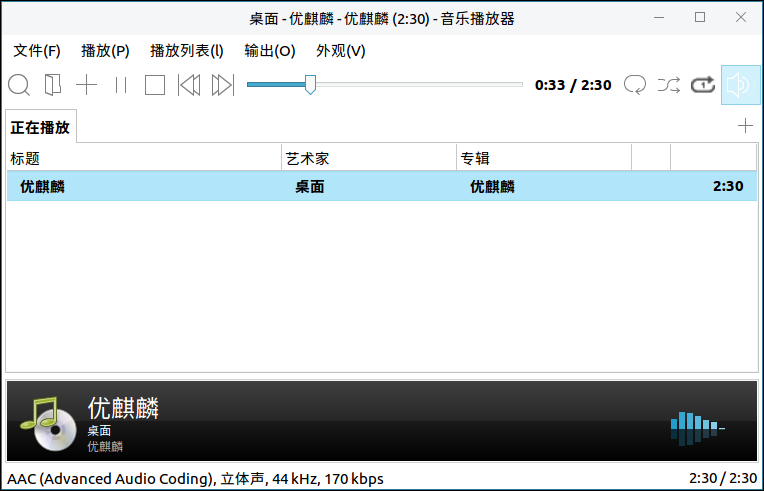 桌面 - 优麒麟 - 优麒麟 (2:30) - 音乐播放器
文件(F) 播放(P) 播放列表(l) 输出(O) 外观(V)
0:33 / 2:30
正在播放
标题 艺术家 专辑
优麒麟 桌面 优麒麟 2:30
优麒麟
桌面
优麒麟
AAC (Advanced Audio Coding), 立体声, 44 kHz, 170 kbps 2:30 / 2:30